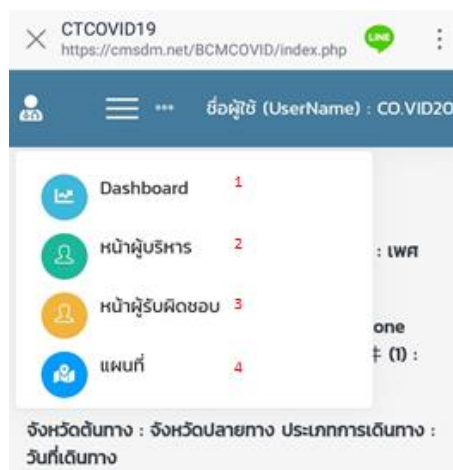 CTCOVID19
https://cmsdm.net/BCMCOVID/index.php
LINE
••• ชื่อผู้ใช้ (UserName) : CO.VID20
Dashboard 1
หน้าผู้บริหาร 2
: เพศ
หน้าผู้รับผิดชอบ 3
one
แผนที่ 4
(1) :
จังหวัดต้นทาง : จังหวัดปลายทาง ประเภทการเดินทาง :
วันที่เดินทาง